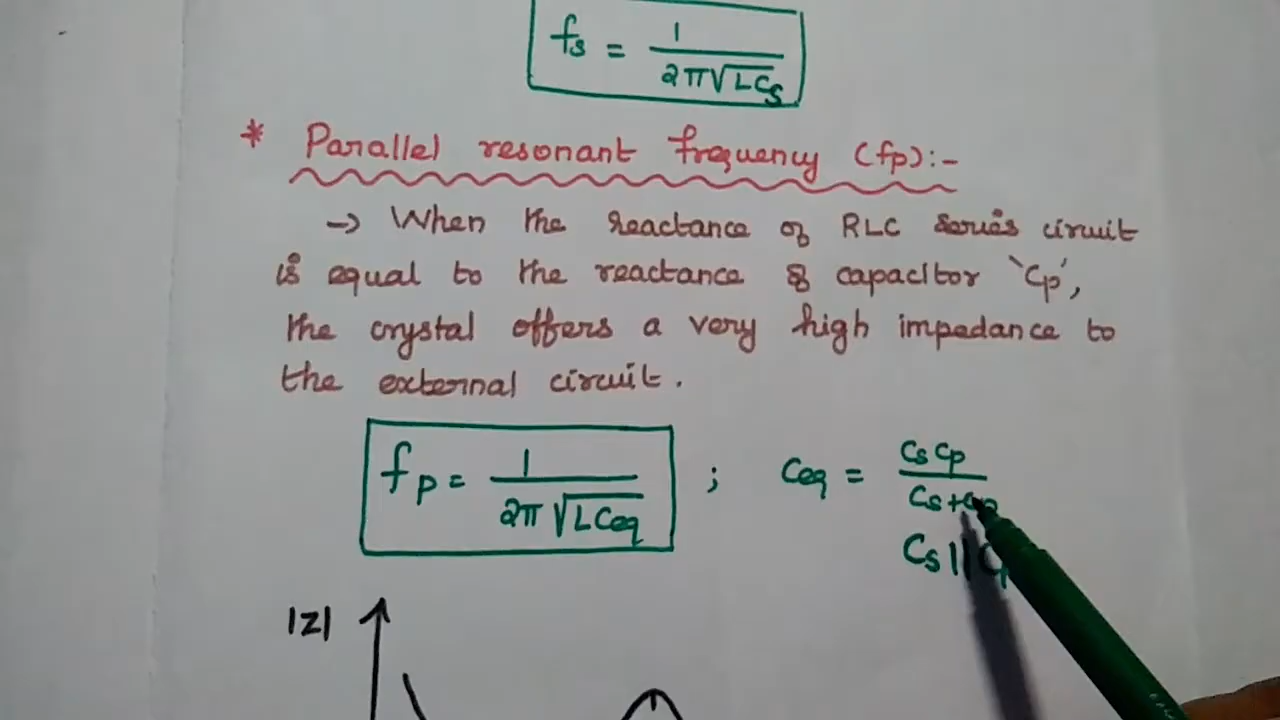 fs = 1 / 2π√LCs
* Parallel resonant frequency (fp):-
→ When the reactance of RLC series circuit
is equal to the reactance of capacitor 'Cp',
the crystal offers a very high impedance to
the external circuit.
fp = 1 / 2π√LCeq ; Ceq = CsCp / Cs+Cp
Cs||
|Z|